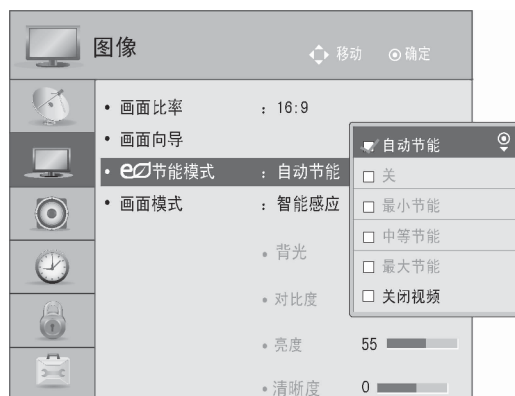 图像
移动 确定
• 画面比率 : 16:9
• 画面向导
• eco节能模式 : 自动节能
• 画面模式 : 智能感应
• 背光
• 对比度
• 亮度 55
• 清晰度 0
自动节能
关
最小节能
中等节能
最大节能
关闭视频